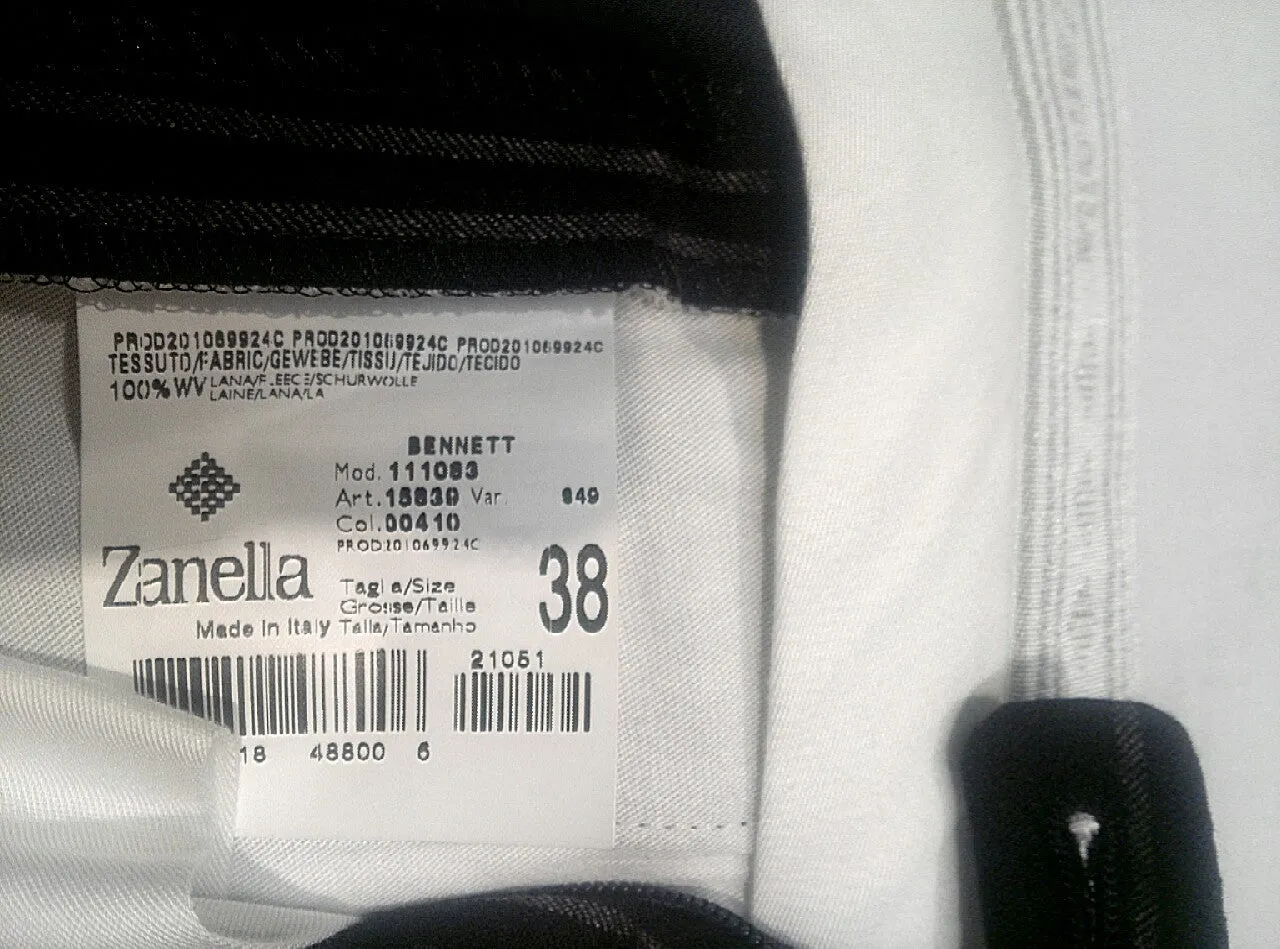 PROD201069924C PROD201069924C PROD201069924C
TESSUTO/FABRIC/GEWEBE/TISSU/TEJIDO/TECIDO
100% WV LANA/FLEECE/SCHURWOLLE
LAINE/LANA/LA
BENNETT
Mod. 111083
Art. Var. 649
Col. 00410
PROD201069924C
Zanella
Taglia/Size
Grosse/Taille
Talla/Tamanho
38
Made in Italy
21051
18 48800 6